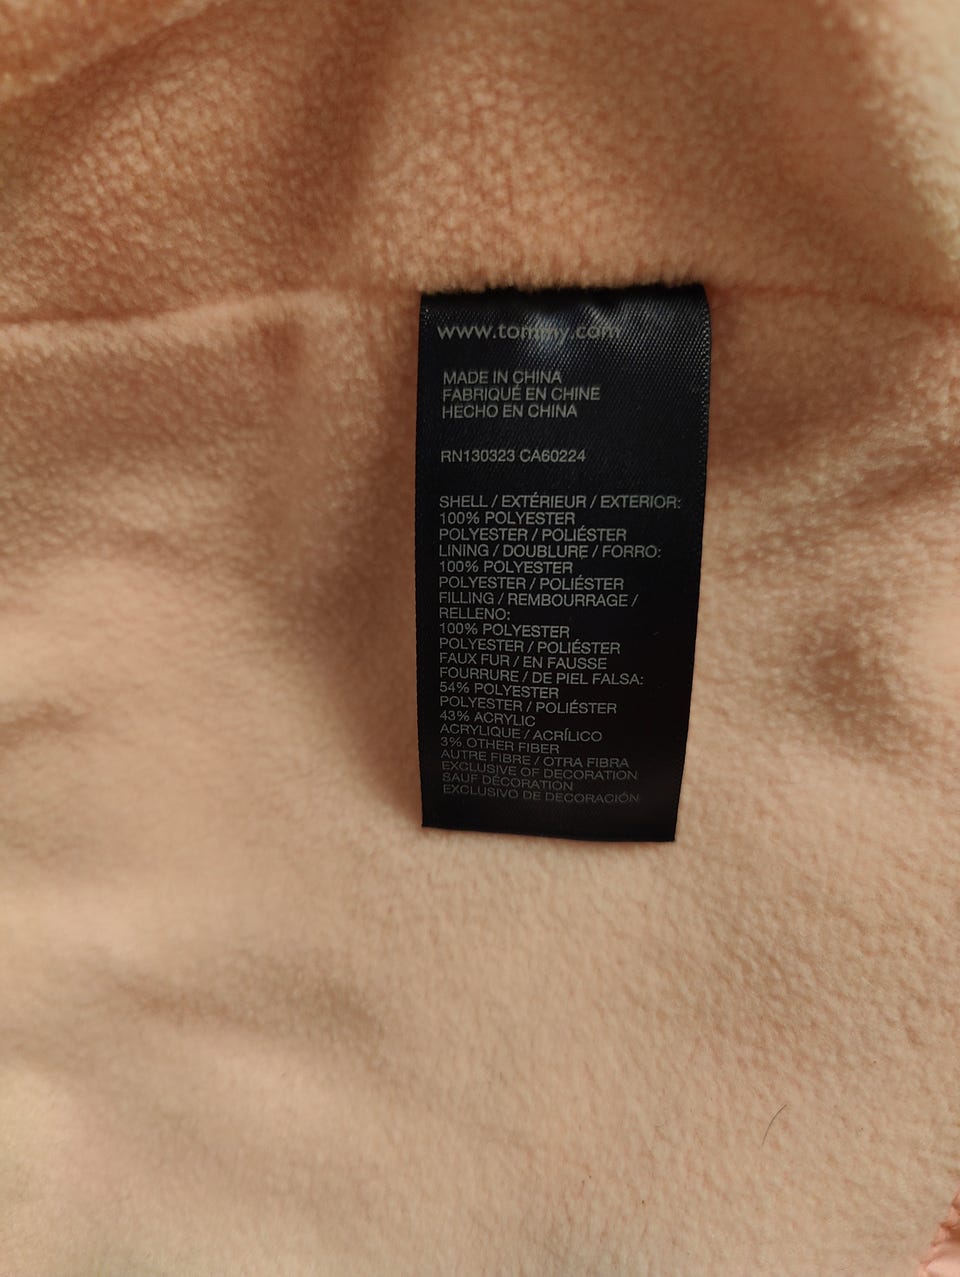 www.tommy.com
MADE IN CHINA
FABRIQUÉ EN CHINE
HECHO EN CHINA
RN130323 CA60224
SHELL / EXTÉRIEUR / EXTERIOR:
100% POLYESTER
POLYESTER / POLIÉSTER
LINING / DOUBLURE / FORRO:
100% POLYESTER
POLYESTER / POLIÉSTER
FILLING / REMBOURRAGE /
RELLENO:
100% POLYESTER
POLYESTER / POLIÉSTER
FAUX FUR / EN FAUSSE
FOURRURE / DE PIEL FALSA:
54% POLYESTER
POLYESTER / POLIÉSTER
43% ACRYLIC
ACRYLIQUE / ACRÍLICO
3% OTHER FIBER
AUTRE FIBRE / OTRA FIBRA
EXCLUSIVE OF DECORATION
SAUF DÉCORATION
EXCLUSIVO DE DECORACIÓN